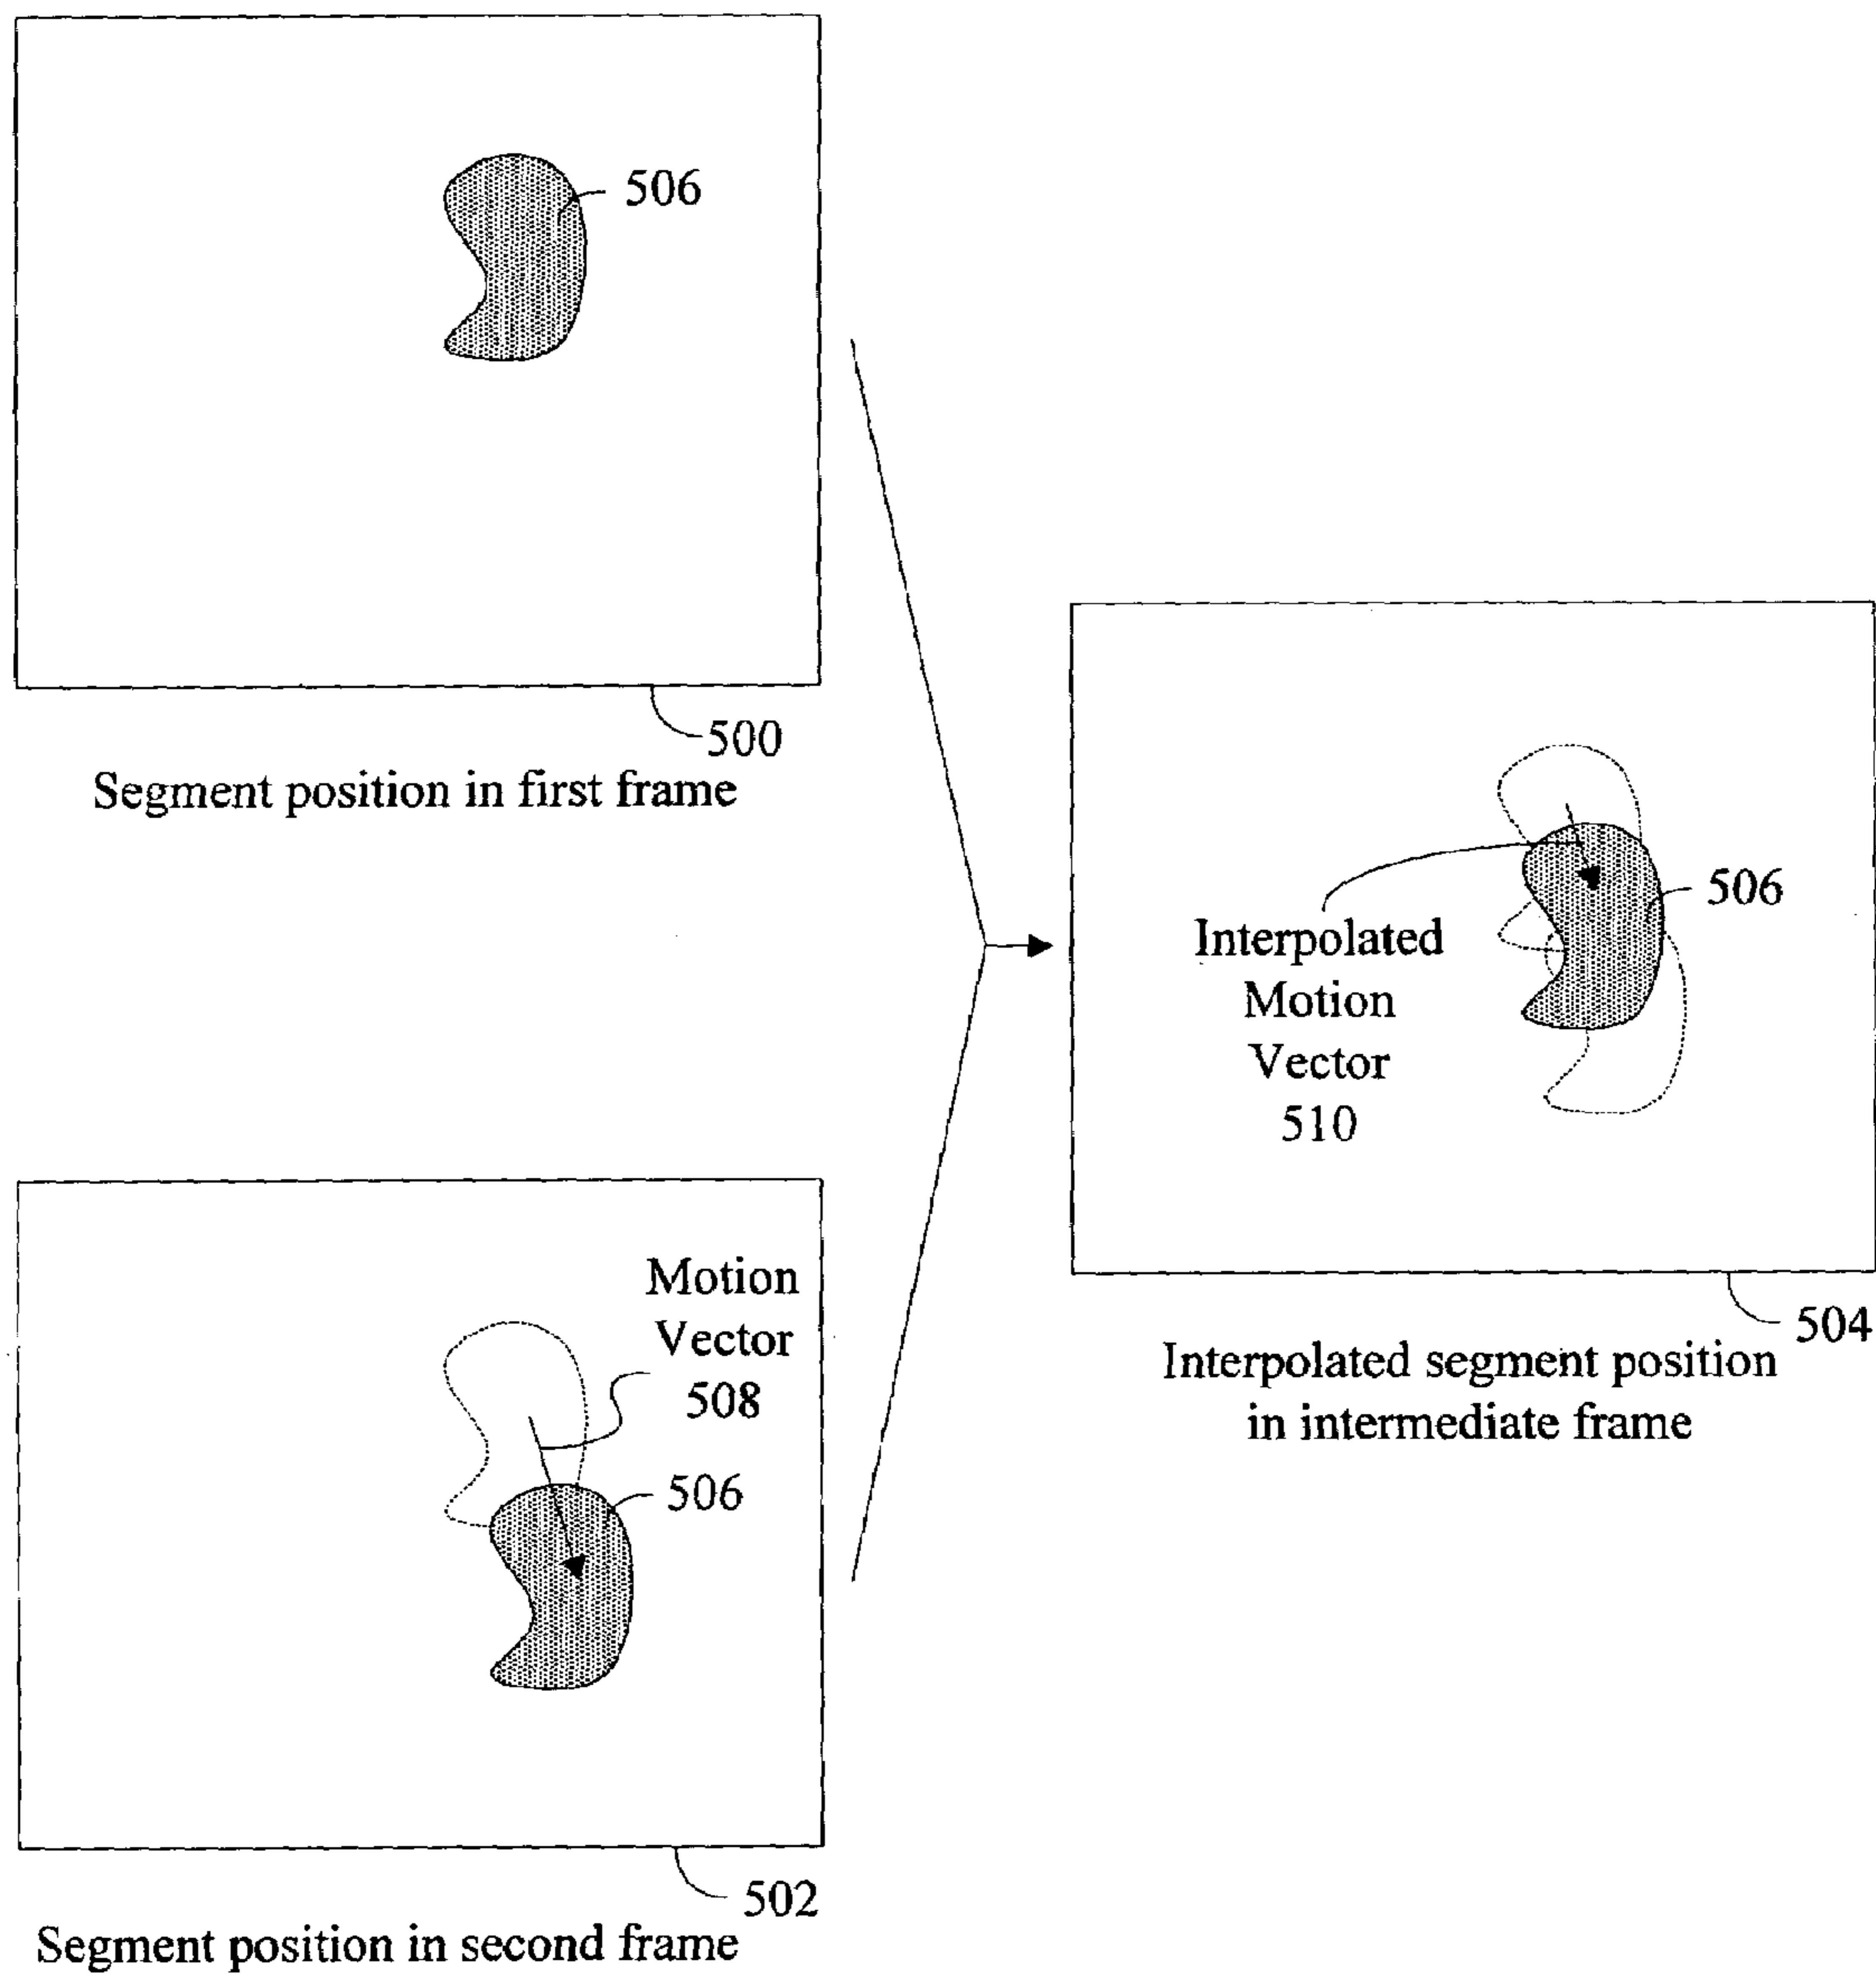 506
500
Segment position in first frame
Motion
Vector
508
506
502
Segment position in second frame
506
Interpolated
Motion
Vector
510
504
Interpolated segment position
in intermediate frame